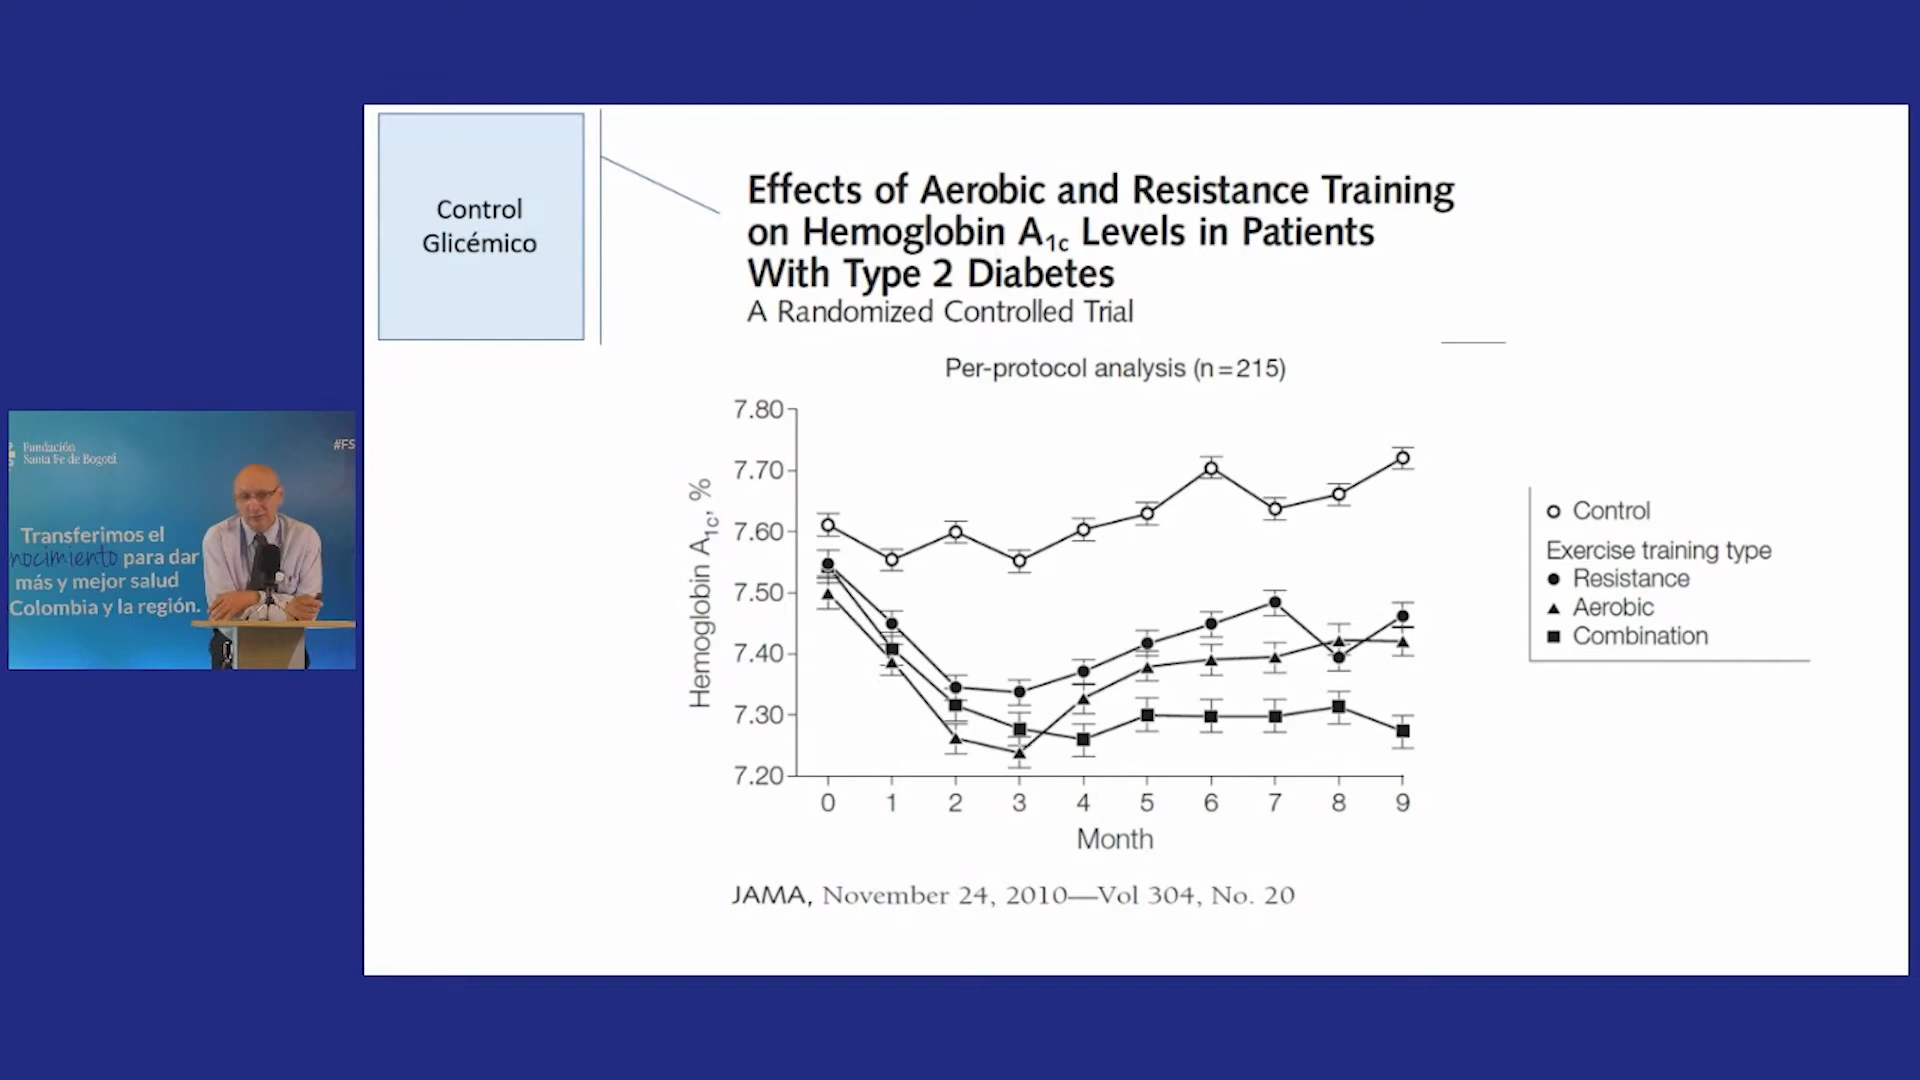 Control
Glicémico
Effects of Aerobic and Resistance Training
on Hemoglobin A1c Levels in Patients
With Type 2 Diabetes
A Randomized Controlled Trial
Per-protocol analysis (n=215)
7.80
7.70
7.60
7.50
7.40
7.30
7.20
Hemoglobin A1c, %
0 1 2 3 4 5 6 7 8 9
Month
Control
Exercise training type
Resistance
Aerobic
Combination
JAMA, November 24, 2010—Vol 304, No. 20
Fundación
Santa Fe de Bogotá
#FS
Transferimos el
nocimiento para dar
más y mejor salud
Colombia y la región.